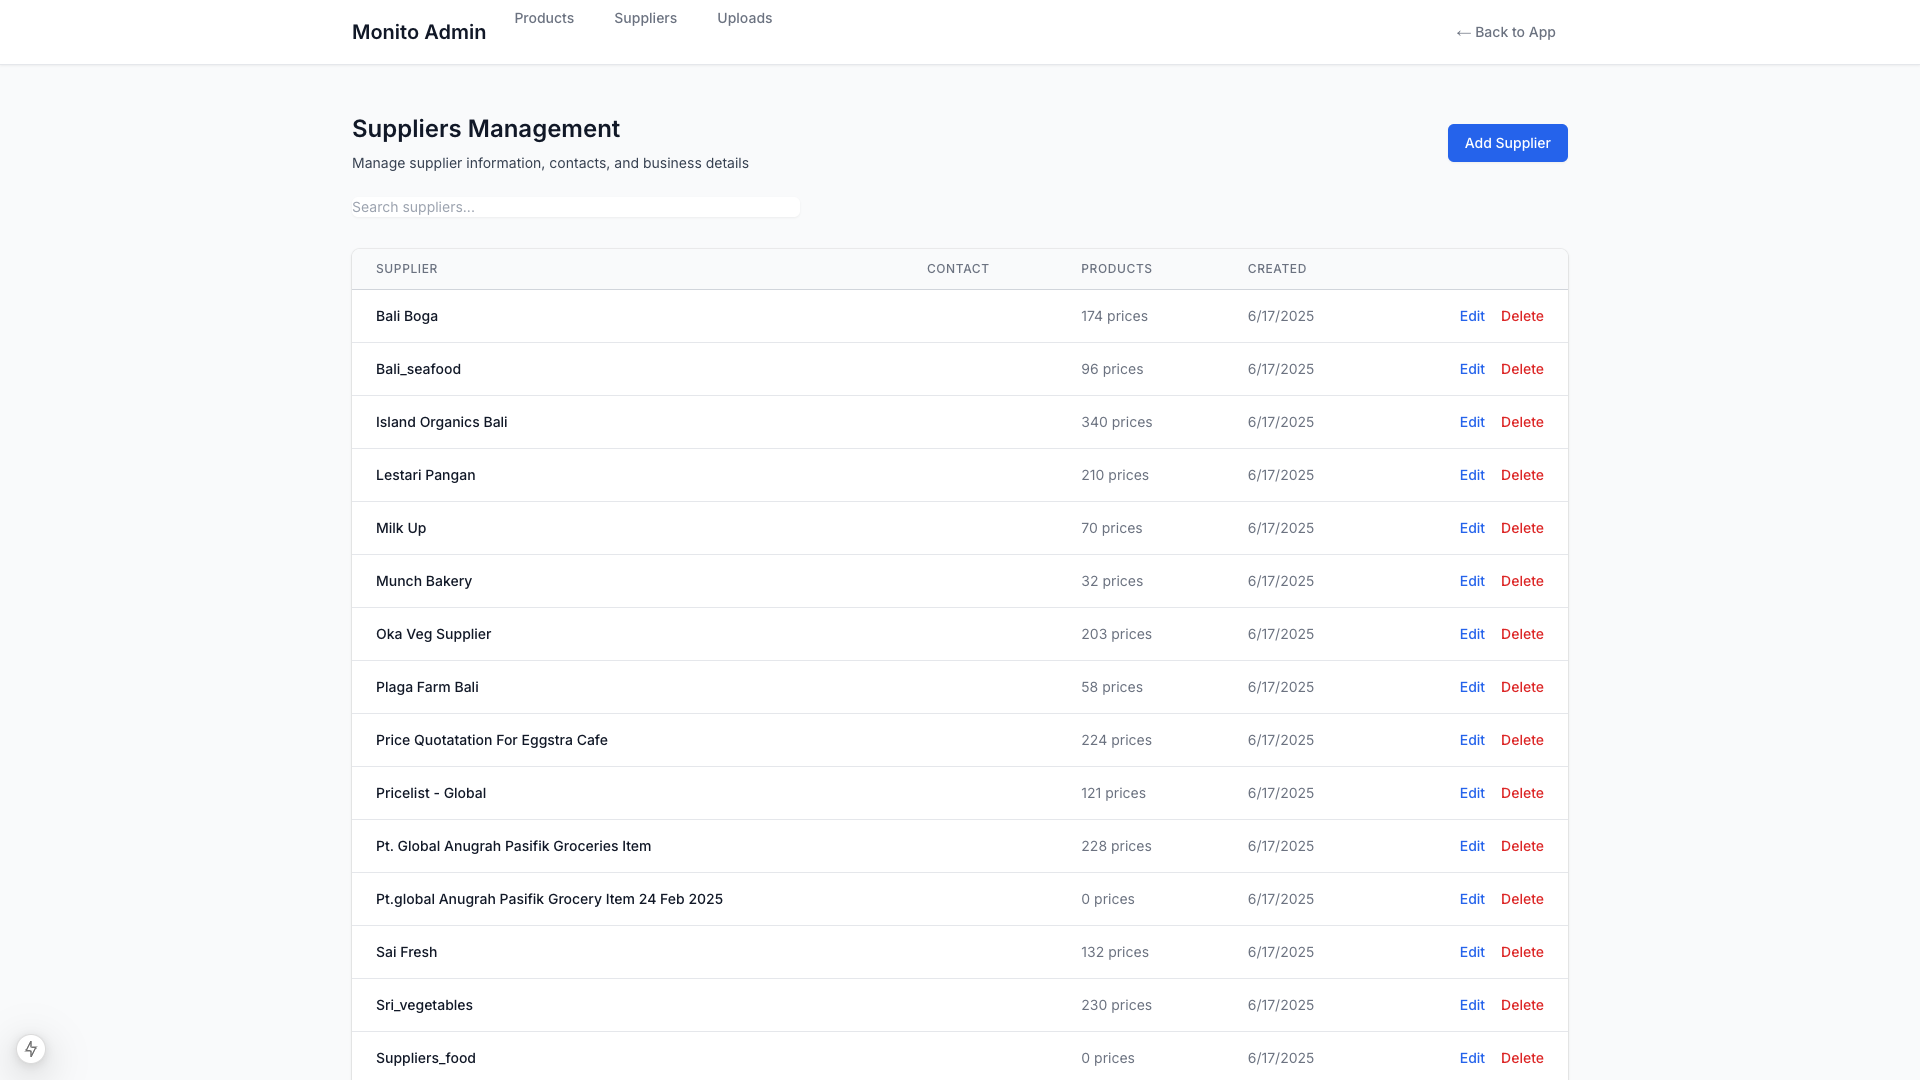 Monito Admin Products Suppliers Uploads ← Back to App
Suppliers Management
Add Supplier
Manage supplier information, contacts, and business details
Search suppliers...
SUPPLIER CONTACT PRODUCTS CREATED
Bali Boga 174 prices 6/17/2025 Edit Delete
Bali_seafood 96 prices 6/17/2025 Edit Delete
Island Organics Bali 340 prices 6/17/2025 Edit Delete
Lestari Pangan 210 prices 6/17/2025 Edit Delete
Milk Up 70 prices 6/17/2025 Edit Delete
Munch Bakery 32 prices 6/17/2025 Edit Delete
Oka Veg Supplier 203 prices 6/17/2025 Edit Delete
Plaga Farm Bali 58 prices 6/17/2025 Edit Delete
Price Quotatation For Eggstra Cafe 224 prices 6/17/2025 Edit Delete
Pricelist - Global 121 prices 6/17/2025 Edit Delete
Pt. Global Anugrah Pasifik Groceries Item 228 prices 6/17/2025 Edit Delete
Pt.global Anugrah Pasifik Grocery Item 24 Feb 2025 0 prices 6/17/2025 Edit Delete
Sai Fresh 132 prices 6/17/2025 Edit Delete
Sri_vegetables 230 prices 6/17/2025 Edit Delete
Suppliers_food 0 prices 6/17/2025 Edit Delete